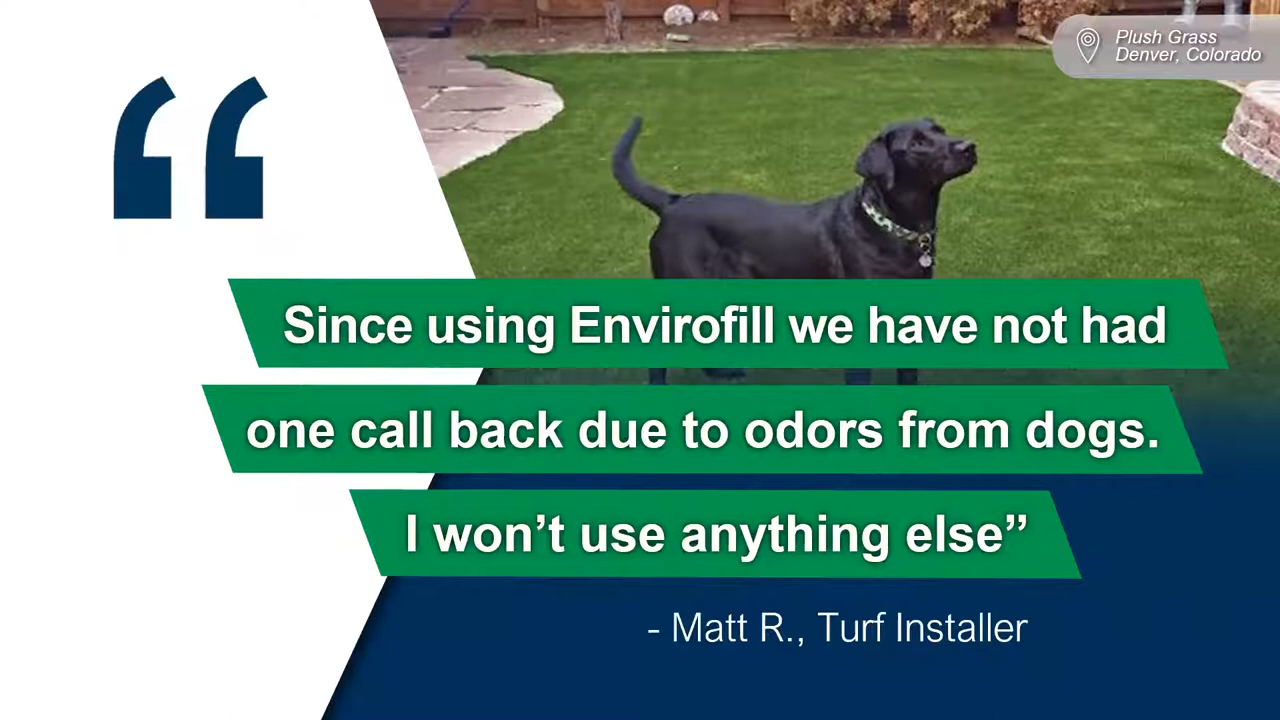 Plush Grass
Denver, Colorado
“
Since using Envirofill we have not had
one call back due to odors from dogs.
I won’t use anything else”
- Matt R., Turf Installer